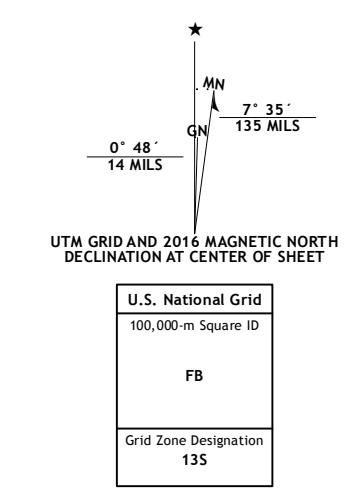 ★
MN
GN
7° 35´
135 MILS
0° 48´
14 MILS
UTM GRID AND 2016 MAGNETIC NORTH
DECLINATION AT CENTER OF SHEET
U.S. National Grid
100,000-m Square ID
FB
Grid Zone Designation
13S